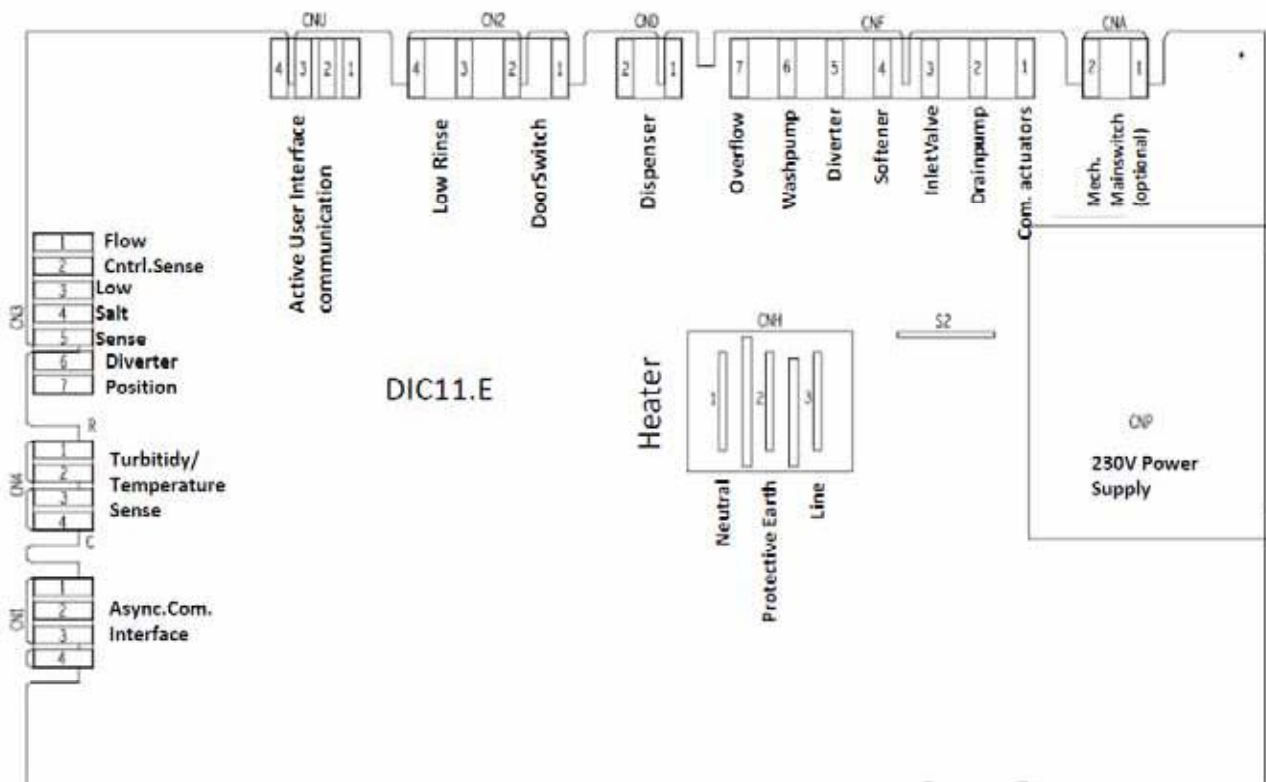 CNU CN2 CND CNF CNA
4 3 2 1 4 3 2 1 2 1 7 6 5 4 3 2 1 2 1
Active User Interface
communication
Low Rinse
DoorSwitch
Dispenser
Overflow
Washpump
Diverter
Softener
InletValve
Drainpump
Com. actuators
Mech.
Mainswitch
(optional)
CN3
1 Flow
2 Cntrl.Sense
3 Low
4 Salt
5 Sense
6 Diverter
7 Position
DIC11.E
Heater
CNH
1 2 3
Neutral
Protective Earth
Line
S2
CNP
230V Power
Supply
R
CN4
1
2
3
4
Turbitidy/
Temperature
Sense
C
CN1
1
2
3
4
Async.Com.
Interface